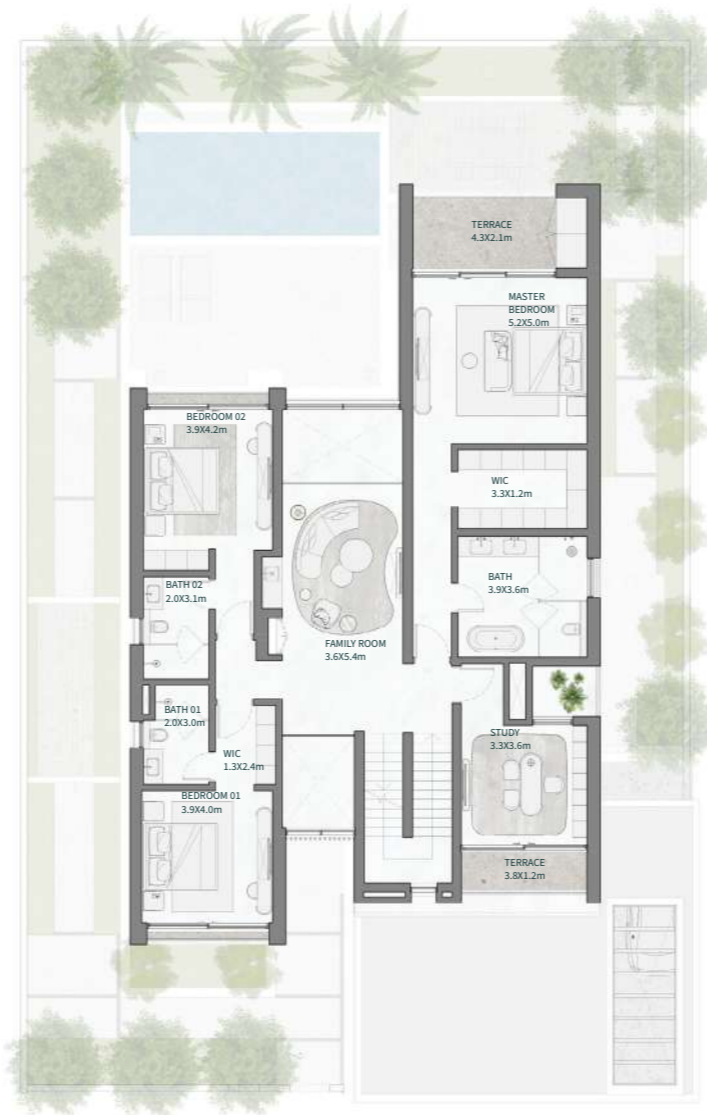 TERRACE
4.3X2.1m
MASTER
BEDROOM
5.2X5.0m
BEDROOM 02
3.9X4.2m
WIC
3.3X1.2m
BATH 02
2.0X3.1m
BATH
3.9X3.6m
FAMILY ROOM
3.6X5.4m
BATH 01
2.0X3.0m
STUDY
3.3X3.6m
WIC
1.3X2.4m
BEDROOM 01
3.9X4.0m
TERRACE
3.8X1.2m